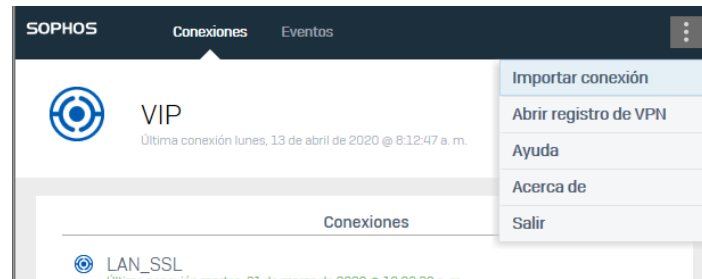 SOPHOS Conexiones Eventos
Importar conexión
VIP
Abrir registro de VPN
Última conexión lunes, 13 de abril de 2020 @ 8:12:47 a. m.
Ayuda
Acerca de
Conexiones
Salir
LAN_SSL